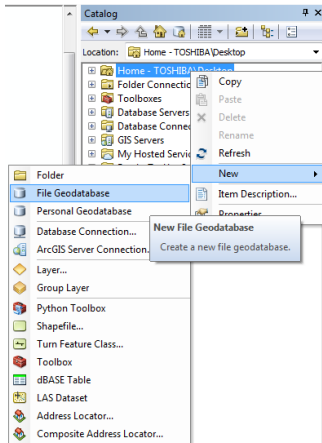 Catalog
Location: Home - TOSHIBA\Desktop
Home - TOSHIBA\Desktop
Folder Connectio
Toolboxes
Database Servers
Database Connec
GIS Servers
My Hosted Servic
Copy
Paste
Delete
Rename
Refresh
New
Item Description...
Properties
Folder
File Geodatabase
Personal Geodatabase
Database Connection...
ArcGIS Server Connection...
Layer...
Group Layer
Python Toolbox
Shapefile...
Turn Feature Class...
Toolbox
dBASE Table
LAS Dataset
Address Locator...
Composite Address Locator...
New File Geodatabase
Create a new file geodatabase.